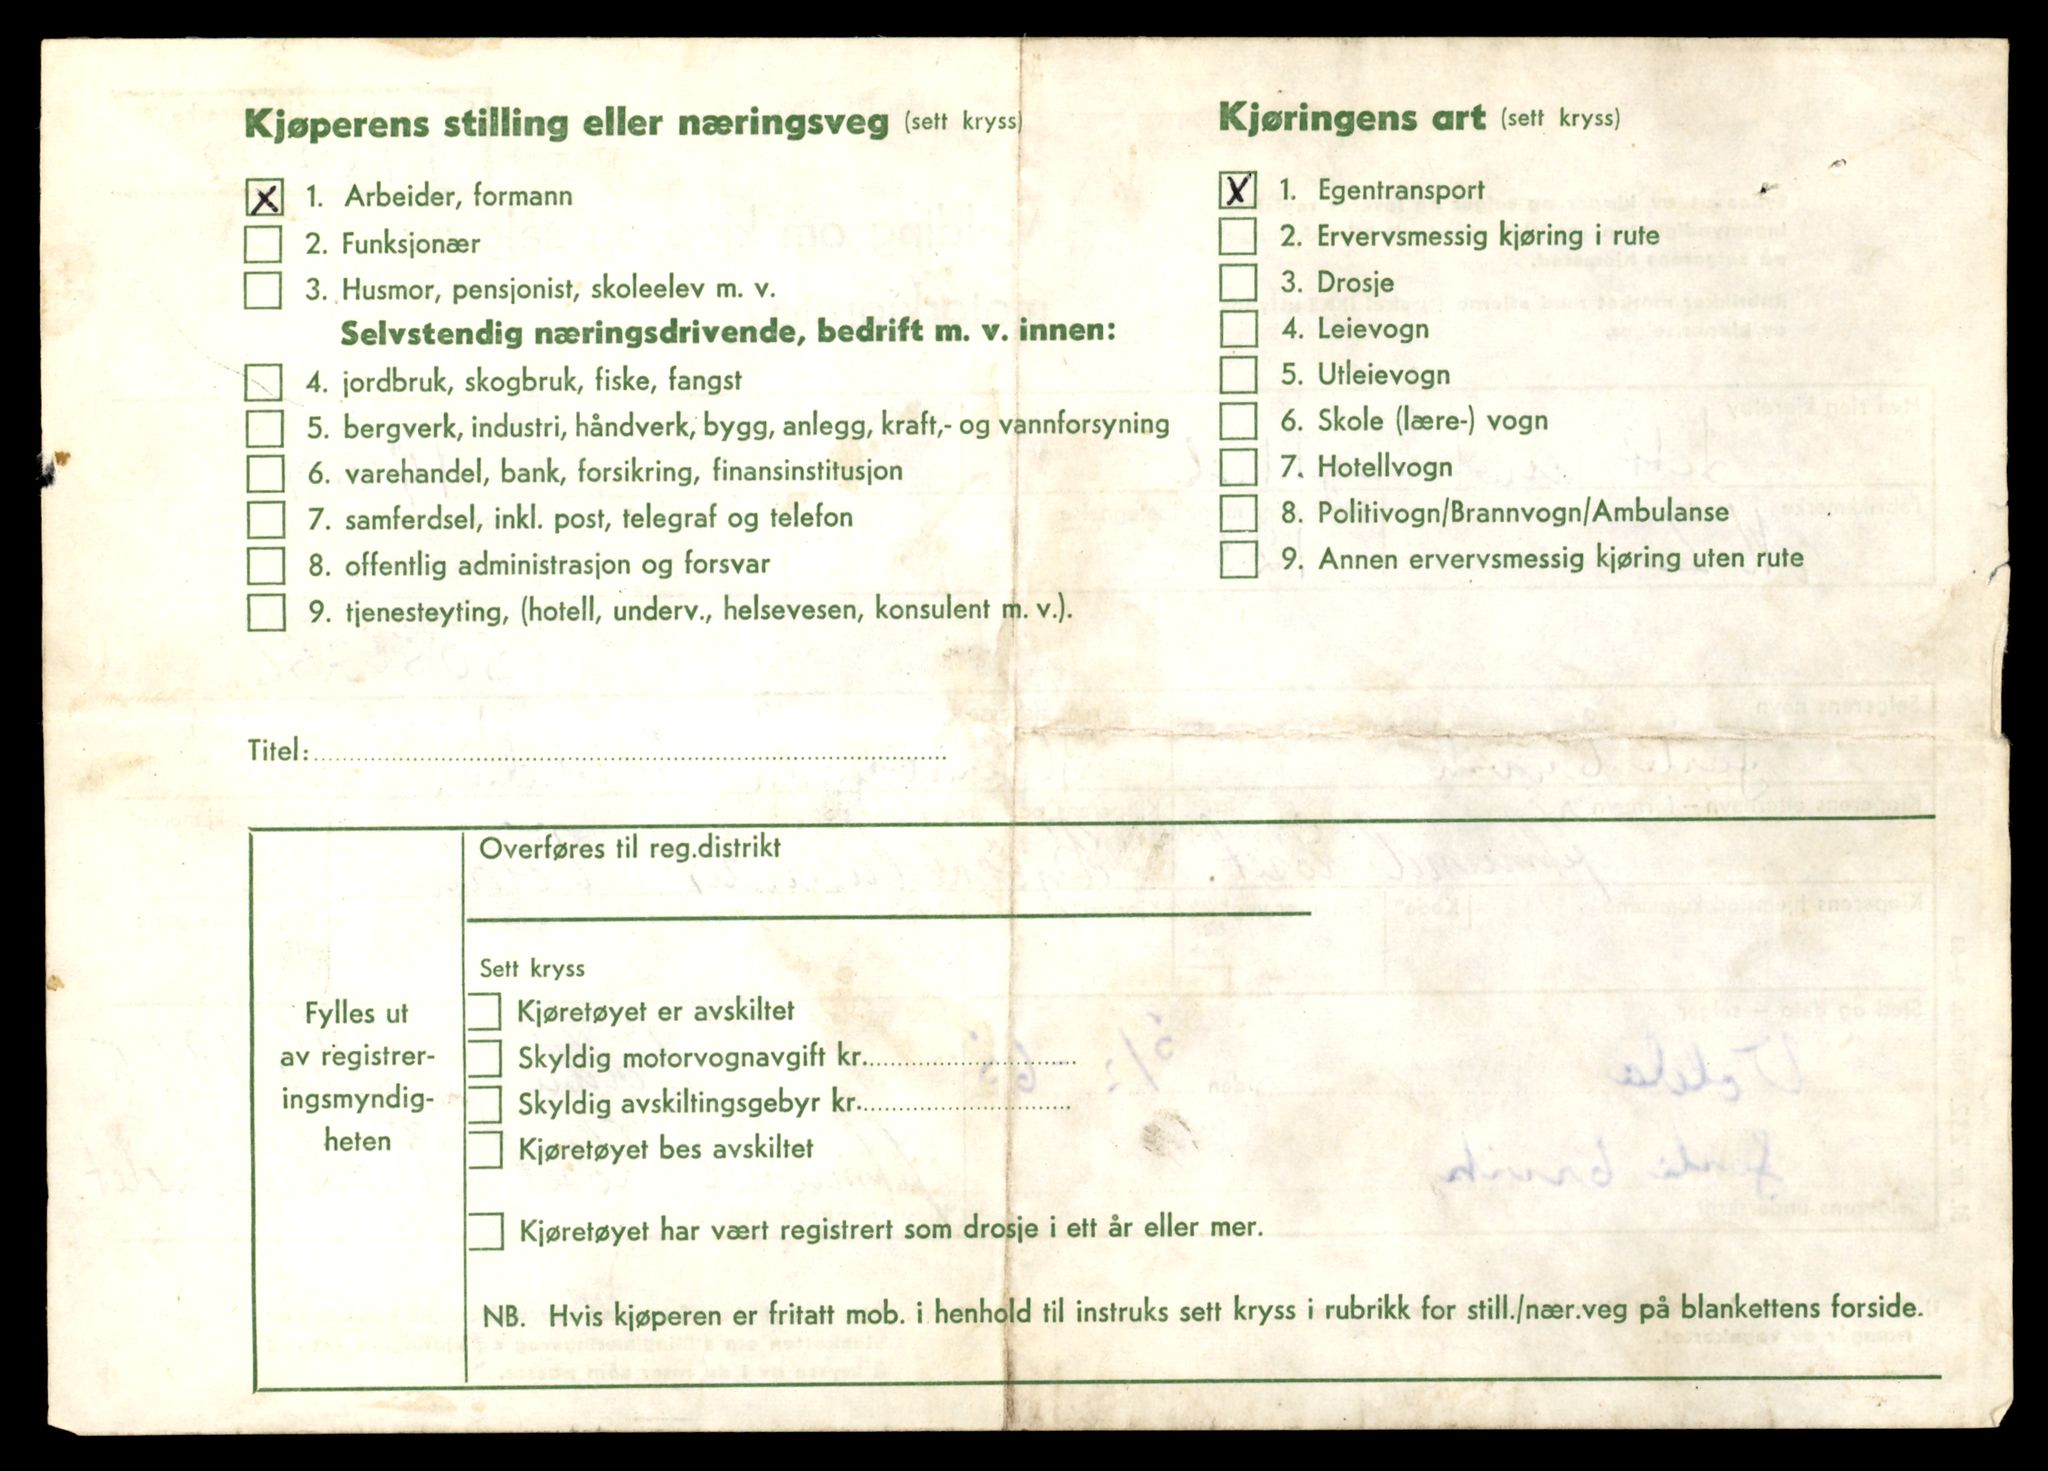 Kjøperens stilling eller næringsveg (sett kryss)
X 1. Arbeider, formann
2. Funksjonær
3. Husmor, pensjonist, skoleelev m. v.
Selvstendig næringsdrivende, bedrift m. v. innen:
4. jordbruk, skogbruk, fiske, fangst
5. bergverk, industri, håndverk, bygg, anlegg, kraft,- og vannforsyning
6. varehandel, bank, forsikring, finansinstitusjon
7. samferdsel, inkl. post, telegraf og telefon
8. offentlig administrasjon og forsvar
9. tjenesteyting, (hotell, underv., helsevesen, konsulent m. v.).
Kjøringens art (sett kryss)
X 1. Egentransport
2. Ervervsmessig kjøring i rute
3. Drosje
4. Leievogn
5. Utleievogn
6. Skole (lære-) vogn
7. Hotellvogn
8. Politivogn/Brannvogn/Ambulanse
9. Annen ervervsmessig kjøring uten rute
Titel:
Fylles ut
av registrer-
ingsmyndig-
heten
Overføres til reg.distrikt
Sett kryss
Kjøretøyet er avskiltet
Skyldig motorvognavgift kr.
Skyldig avskiltingsgebyr kr.
Kjøretøyet bes avskiltet
Kjøretøyet har vært registrert som drosje i ett år eller mer.
NB. Hvis kjøperen er fritatt mob. i henhold til instruks sett kryss i rubrikk for still./nær.veg på blankettens forside.